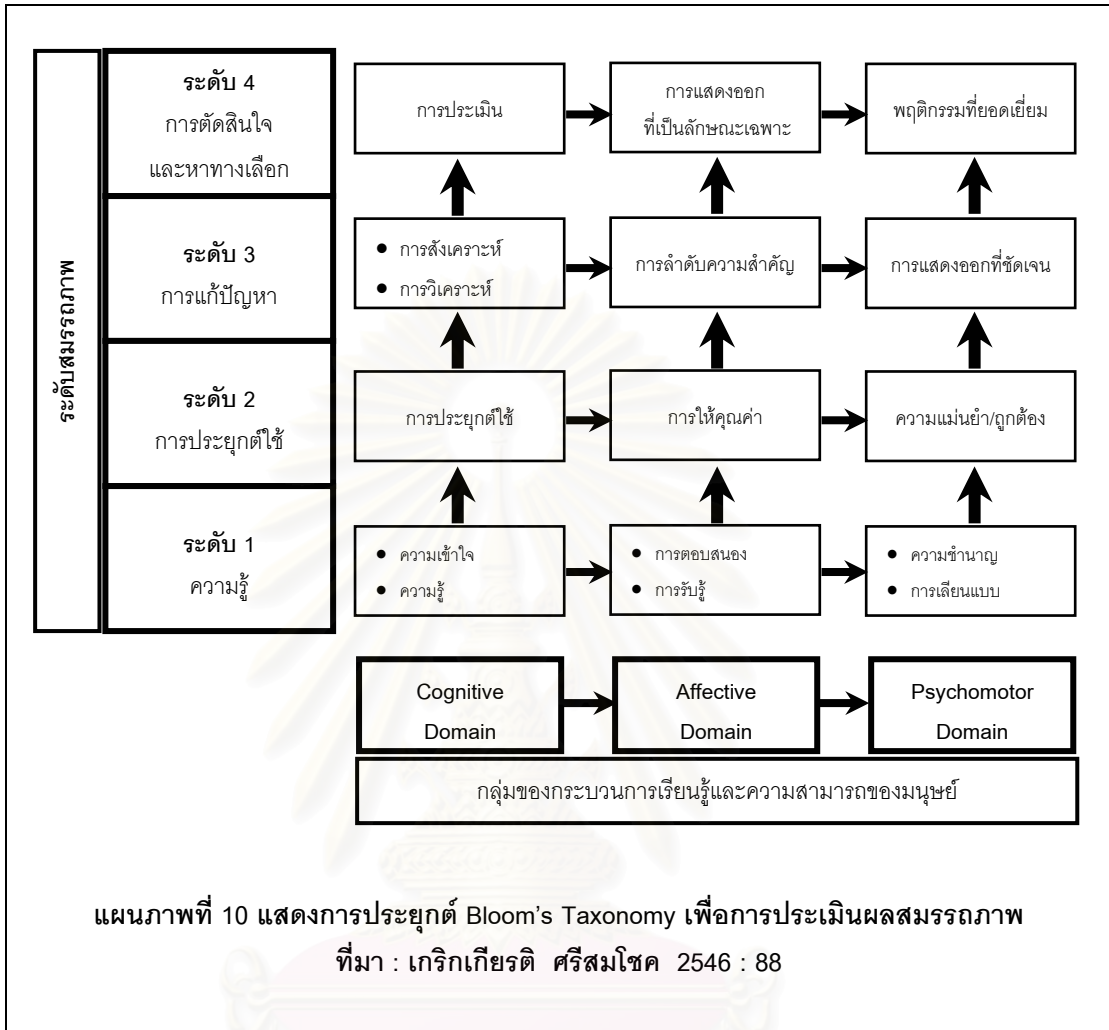 ระดับสมรรถภาพ
ระดับ 4
การตัดสินใจ
และหาทางเลือก
การประเมิน
การแสดงออก
ที่เป็นลักษณะเฉพาะ
พฤติกรรมที่ยอดเยี่ยม
ระดับ 3
การแก้ปัญหา
● การสังเคราะห์
● การวิเคราะห์
การลำดับความสำคัญ
การแสดงออกที่ชัดเจน
ระดับ 2
การประยุกต์ใช้
การประยุกต์ใช้
การให้คุณค่า
ความแม่นยำ/ถูกต้อง
ระดับ 1
ความรู้
● ความเข้าใจ
● ความรู้
● การตอบสนอง
● การรับรู้
● ความชำนาญ
● การเลียนแบบ
Cognitive
Domain
Affective
Domain
Psychomotor
Domain
กลุ่มของกระบวนการเรียนรู้และความสามารถของมนุษย์
แผนภาพที่ 10 แสดงการประยุกต์ Bloom's Taxonomy เพื่อการประเมินผลสมรรถภาพ
ที่มา : เกริกเกียรติ ศรีสมโชค 2546 : 88